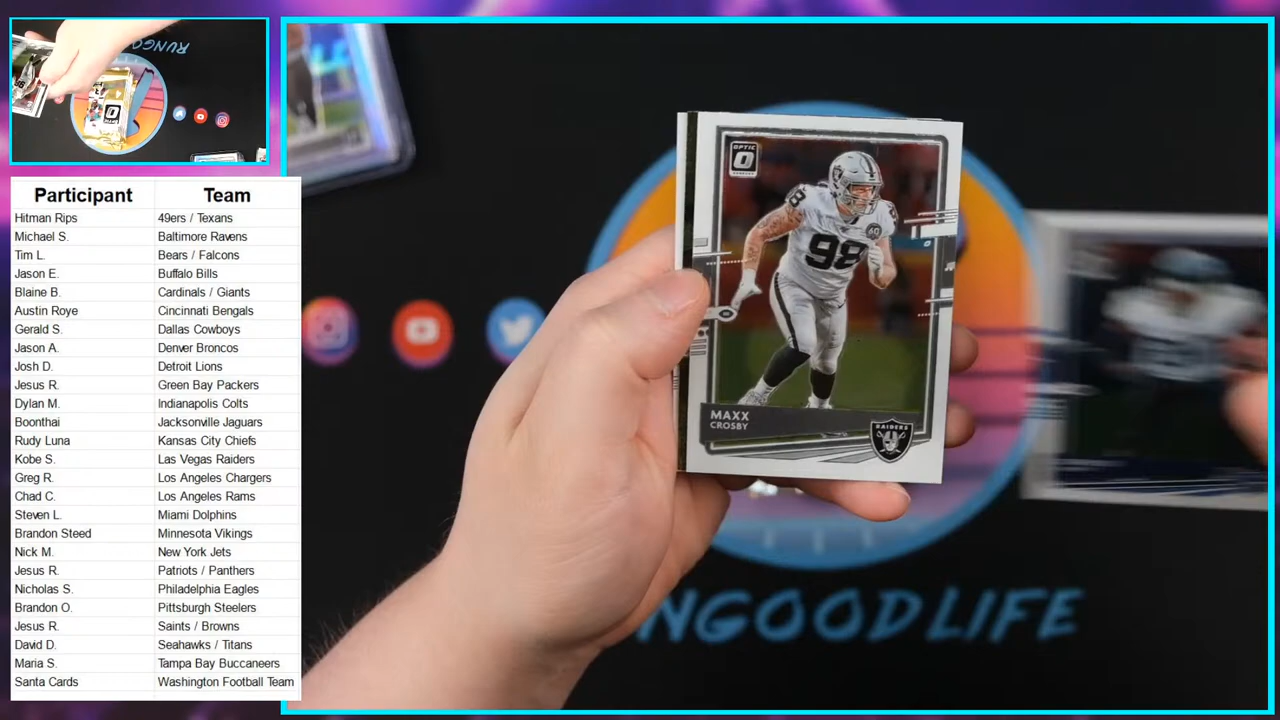 RUNGOODLIFE
Participant Team
Hitman Rips 49ers / Texans
Michael S. Baltimore Ravens
Tim L. Bears / Falcons
Jason E. Buffalo Bills
Blaine B. Cardinals / Giants
Austin Roye Cincinnati Bengals
Gerald S. Dallas Cowboys
Jason A. Denver Broncos
Josh D. Detroit Lions
Jesus R. Green Bay Packers
Dylan M. Indianapolis Colts
Boonthai Jacksonville Jaguars
Rudy Luna Kansas City Chiefs
Kobe S. Las Vegas Raiders
Greg R. Los Angeles Chargers
Chad C. Los Angeles Rams
Steven L. Miami Dolphins
Brandon Steed Minnesota Vikings
Nick M. New York Jets
Jesus R. Patriots / Panthers
Nicholas S. Philadelphia Eagles
Brandon O. Pittsburgh Steelers
Jesus R. Saints / Browns
David D. Seahawks / Titans
Maria S. Tampa Bay Buccaneers
Santa Cards Washington Football Team
OPTIC
98
98
60
MAXX
CROSBY
RAIDERS
NGOODLIFE